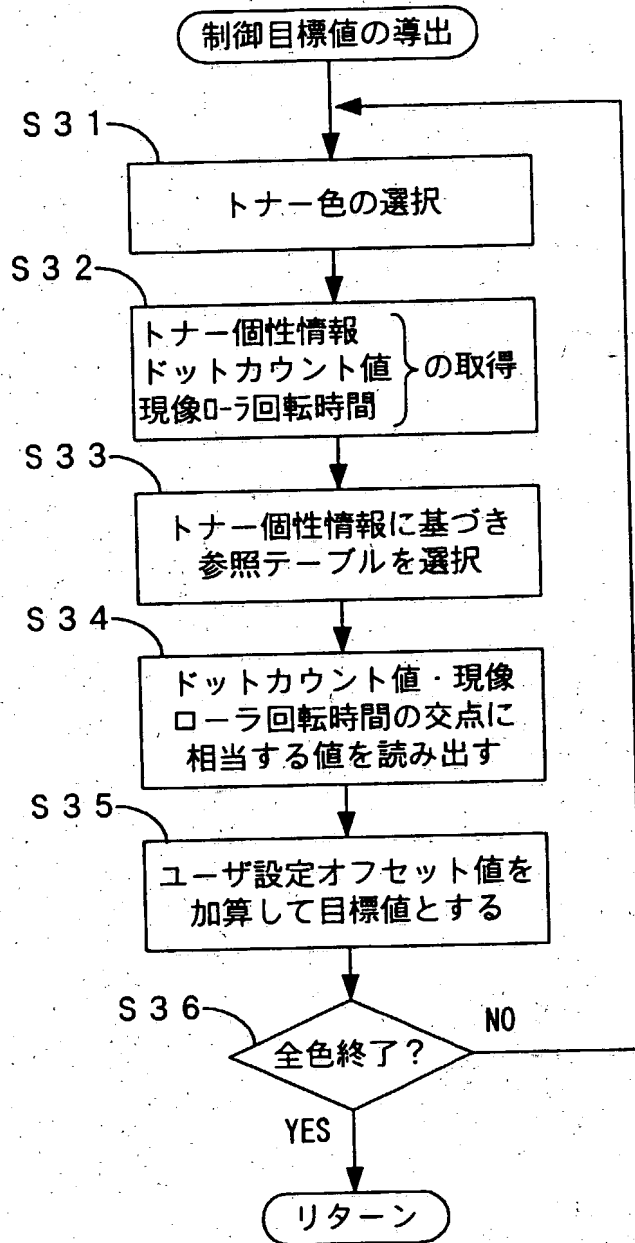 制御目標値の導出
S31
トナー色の選択
S32
トナー個性情報
ドットカウント値
現像ローラ回転時間
}の取得
S33
トナー個性情報に基づき
参照テーブルを選択
S34
ドットカウント値・現像
ローラ回転時間の交点に
相当する値を読み出す
S35
ユーザ設定オフセット値を
加算して目標値とする
S36
全色終了?
NO
YES
リターン